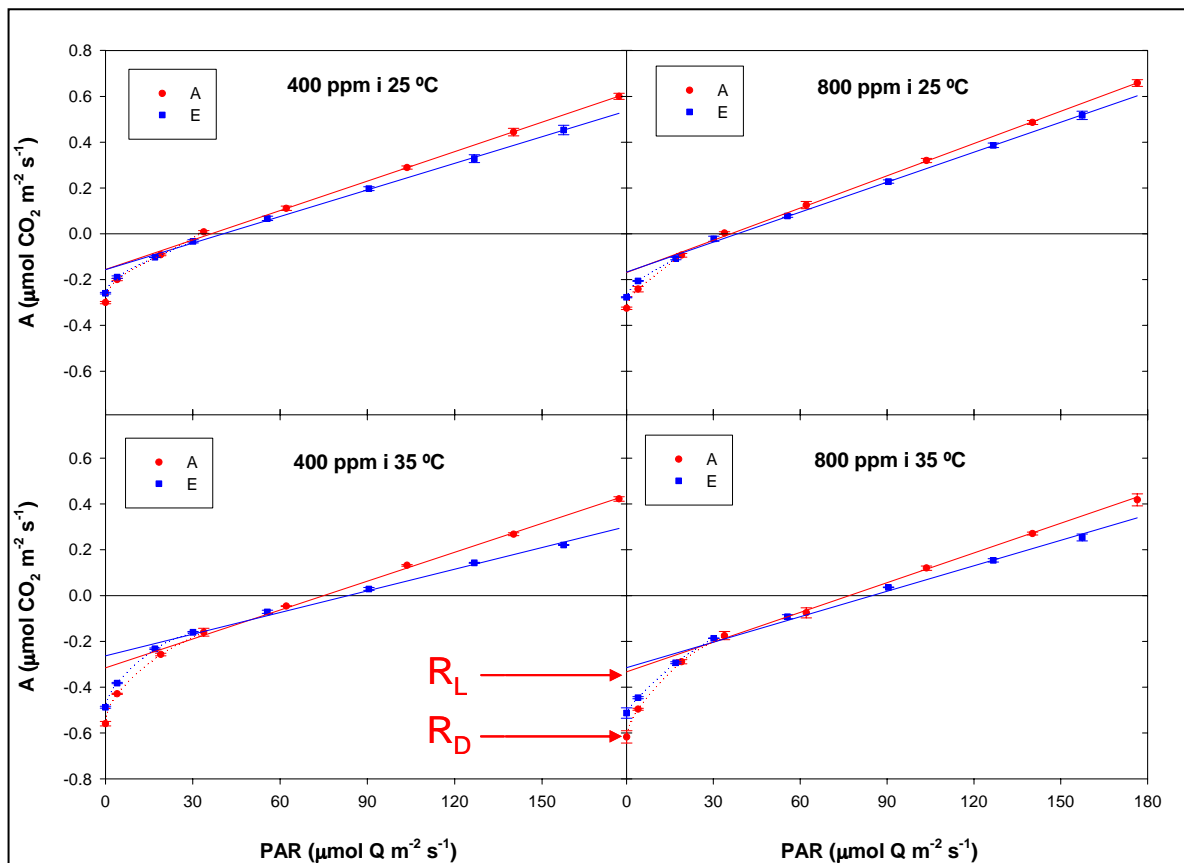 400 ppm i 25 ºC
A
E
0.8
0.6
0.4
0.2
0.0
-0.2
-0.4
-0.6
A (μmol CO2 m-2 s-1)
800 ppm i 25 ºC
A
E
400 ppm i 35 ºC
A
E
0.4
0.2
0.0
-0.2
-0.4
-0.6
-0.8
A (μmol CO2 m-2 s-1)
0 30 60 90 120 150
PAR (μmol Q m-2 s-1)
800 ppm i 35 ºC
A
E
RL
RD
0 30 60 90 120 150 180
PAR (μmol Q m-2 s-1)